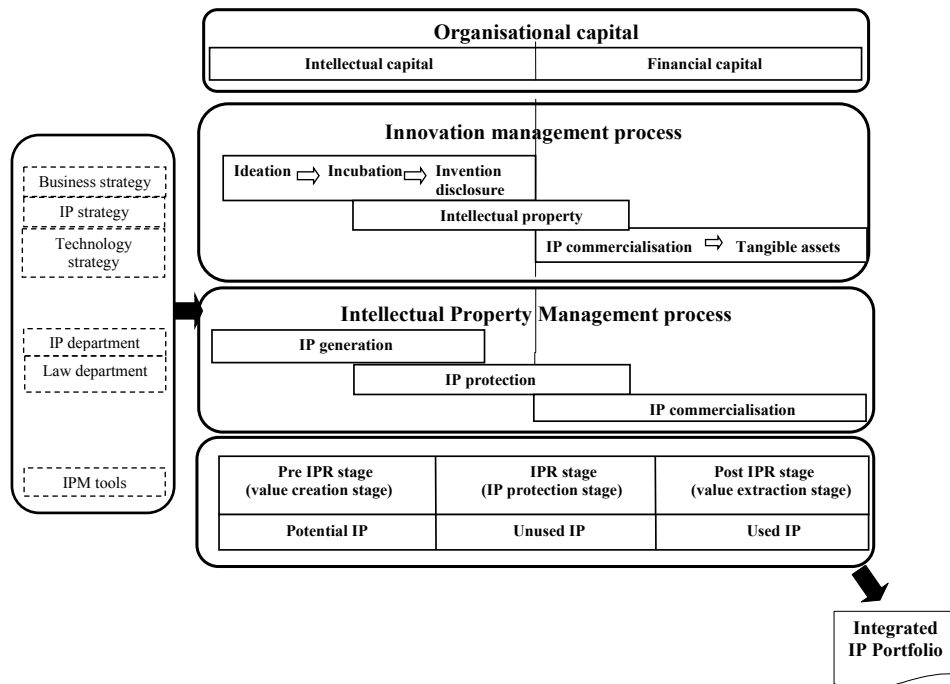 Organisational capital
Intellectual capital
Financial capital
Innovation management process
Ideation
Incubation
Invention
disclosure
Intellectual property
IP commercialisation
Tangible assets
Business strategy
IP strategy
Technology
strategy
IP department
Law department
IPM tools
Intellectual Property Management process
IP generation
IP protection
IP commercialisation
Pre IPR stage
(value creation stage)
IPR stage
(IP protection stage)
Post IPR stage
(value extraction stage)
Potential IP
Unused IP
Used IP
Integrated
IP Portfolio